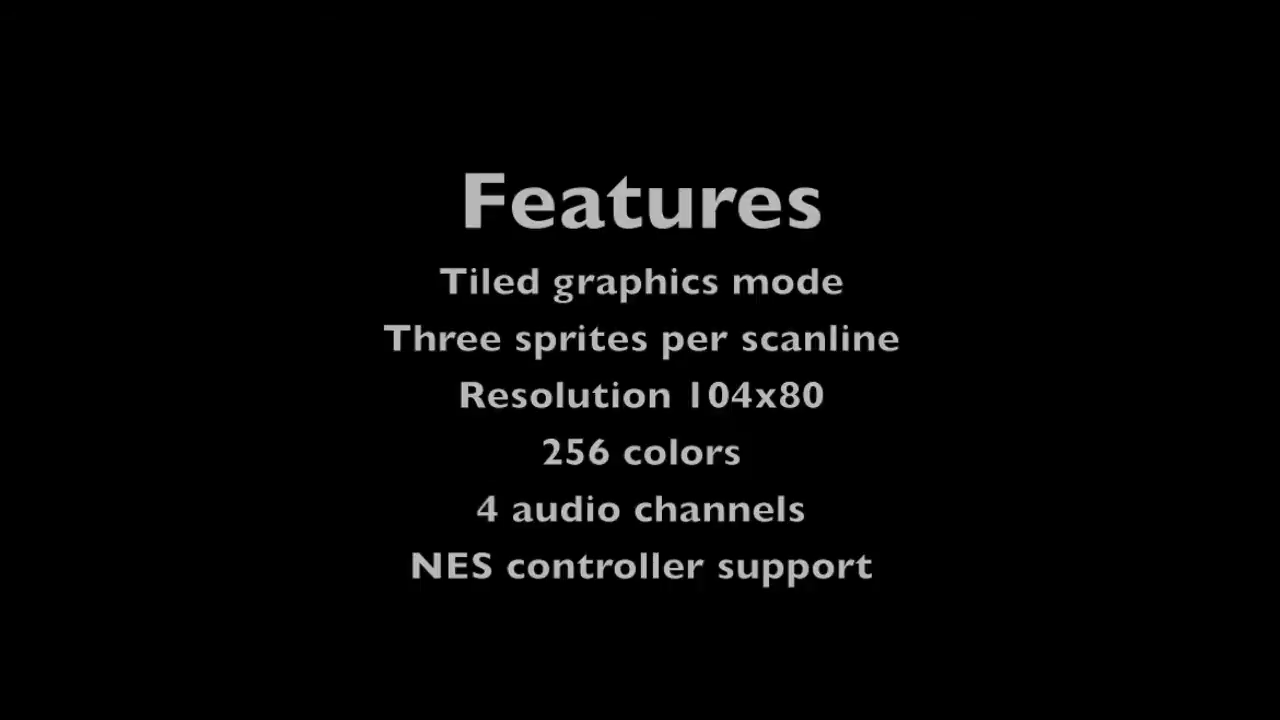 Features
Tiled graphics mode
Three sprites per scanline
Resolution 104x80
256 colors
4 audio channels
NES controller support